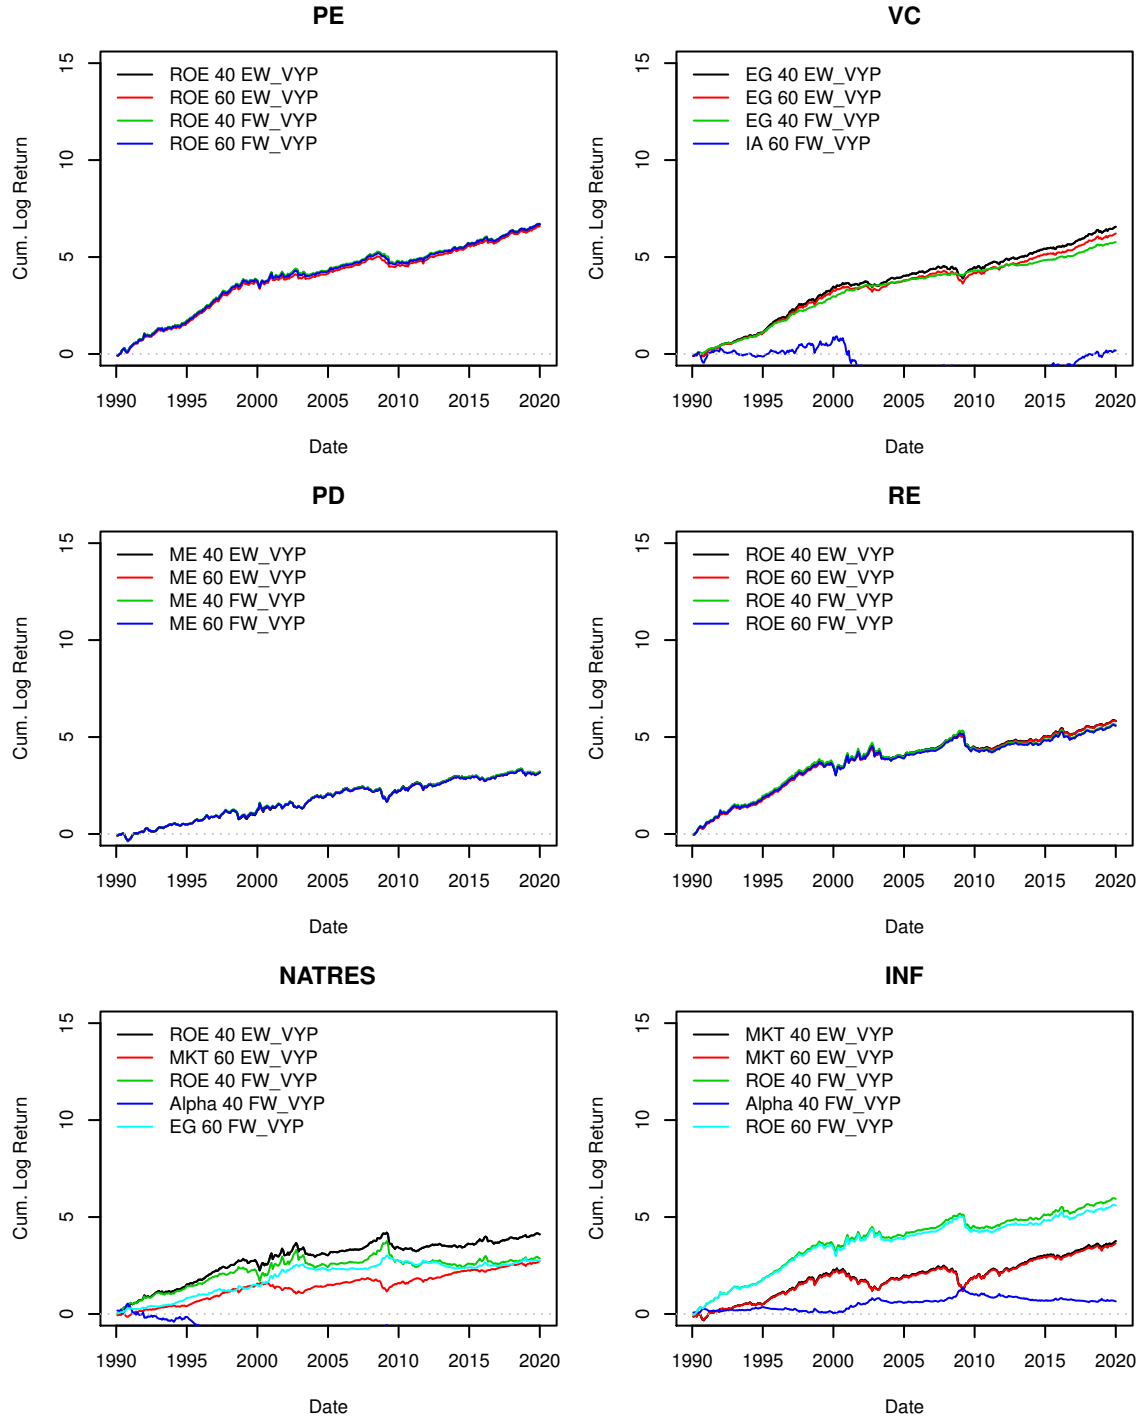 PE
15
10
5
0
Cum. Log Return
ROE 40 EW_VYP
ROE 60 EW_VYP
ROE 40 FW_VYP
ROE 60 FW_VYP
1990 1995 2000 2005 2010 2015 2020
Date
VC
15
10
5
0
Cum. Log Return
EG 40 EW_VYP
EG 60 EW_VYP
EG 40 FW_VYP
IA 60 FW_VYP
1990 1995 2000 2005 2010 2015 2020
Date
PD
15
10
5
0
Cum. Log Return
ME 40 EW_VYP
ME 60 EW_VYP
ME 40 FW_VYP
ME 60 FW_VYP
1990 1995 2000 2005 2010 2015 2020
Date
RE
15
10
5
0
Cum. Log Return
ROE 40 EW_VYP
ROE 60 EW_VYP
ROE 40 FW_VYP
ROE 60 FW_VYP
1990 1995 2000 2005 2010 2015 2020
Date
NATRES
15
10
5
0
Cum. Log Return
ROE 40 EW_VYP
MKT 60 EW_VYP
ROE 40 FW_VYP
Alpha 40 FW_VYP
EG 60 FW_VYP
1990 1995 2000 2005 2010 2015 2020
Date
INF
15
10
5
0
Cum. Log Return
MKT 40 EW_VYP
MKT 60 EW_VYP
ROE 40 FW_VYP
Alpha 40 FW_VYP
ROE 60 FW_VYP
1990 1995 2000 2005 2010 2015 2020
Date